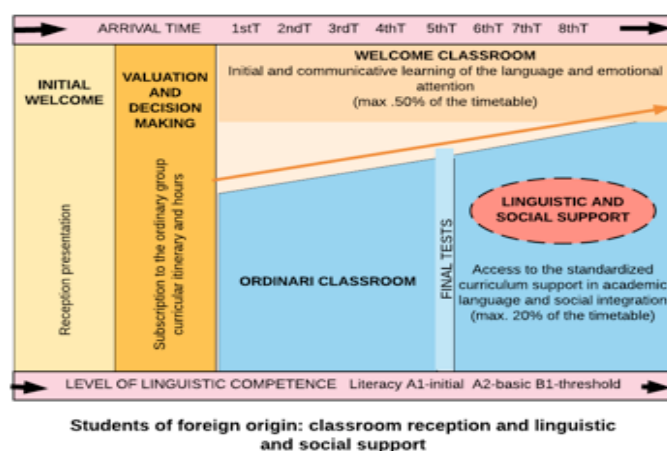 ARRIVAL TIME 1stT 2ndT 3rdT 4thT 5thT 6thT 7thT 8thT
INITIAL
WELCOME
Reception presentation
VALUATION
AND
DECISION
MAKING
Subscription to the ordinary group
curricular itinerary and hours
WELCOME CLASSROOM
Initial and communicative learning of the language and emotional
attention
(max .50% of the timetable)
ORDINARI CLASSROOM
FINAL TESTS
LINGUISTIC AND
SOCIAL SUPPORT
Access to the standardized
curriculum support in academic
language and social integration
(max. 20% of the timetable)
LEVEL OF LINGUISTIC COMPETENCE Literacy A1-initial A2-basic B1-threshold
Students of foreign origin: classroom reception and linguistic
and social support